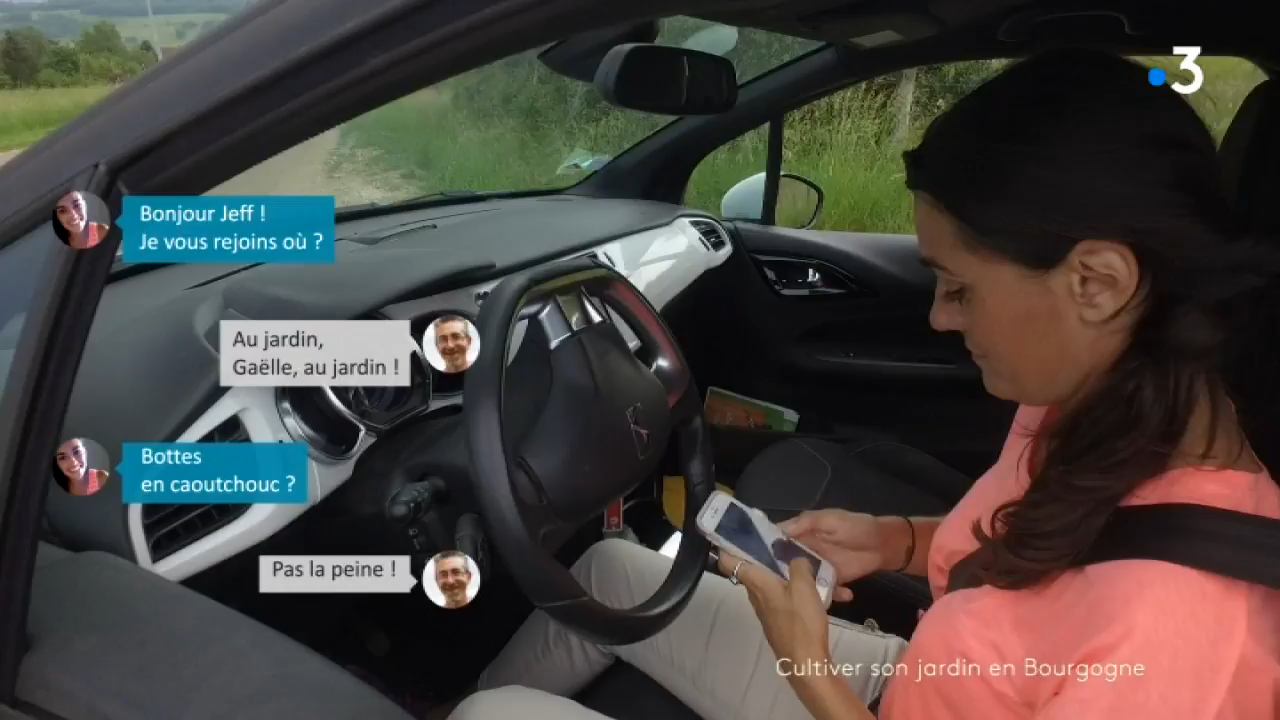 3
Bonjour Jeff !
Je vous rejoins où ?
Au jardin,
Gaëlle, au jardin !
Bottes
en caoutchouc ?
Pas la peine !
Cultiver son jardin en Bourgogne